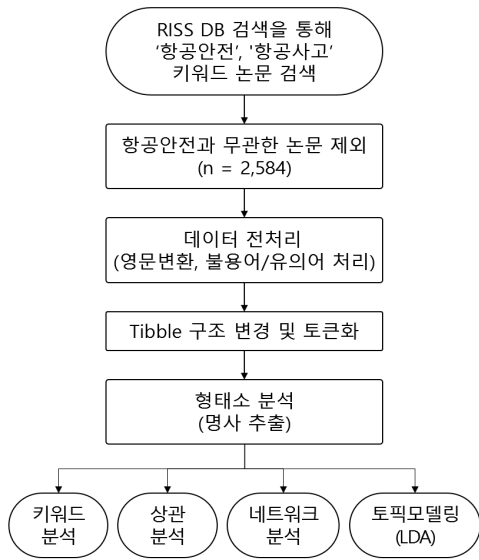 RISS DB 검색을 통해
‘항공안전’, '항공사고’
키워드 논문 검색
항공안전과 무관한 논문 제외
(n = 2,584)
데이터 전처리
(영문변환, 불용어/유의어 처리)
Tibble 구조 변경 및 토큰화
형태소 분석
(명사 추출)
키워드
분석
상관
분석
네트워크
분석
토픽모델링
(LDA)